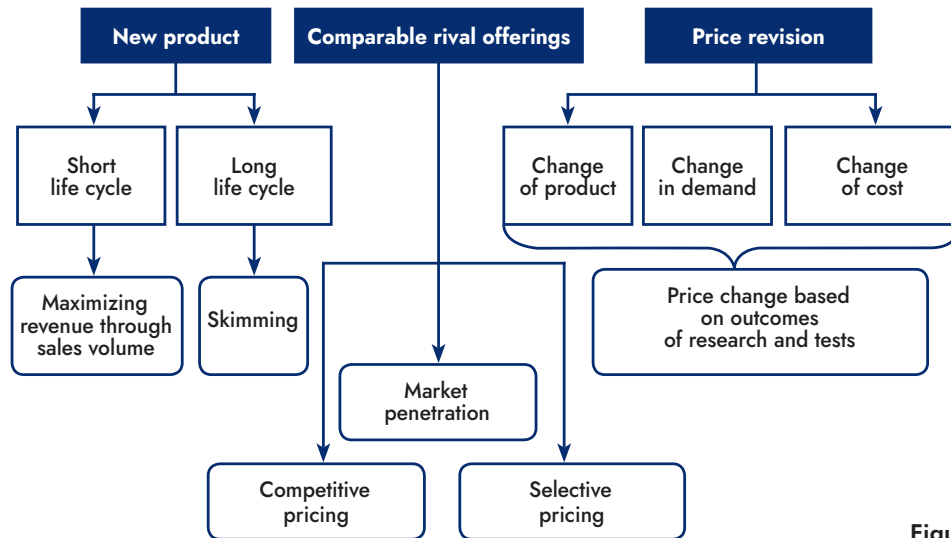 New product
Comparable rival offerings
Price revision
Short
life cycle
Long
life cycle
Change
of product
Change
in demand
Change
of cost
Maximizing
revenue through
sales volume
Skimming
Price change based
on outcomes
of research and tests
Market
penetration
Competitive
pricing
Selective
pricing
Figu